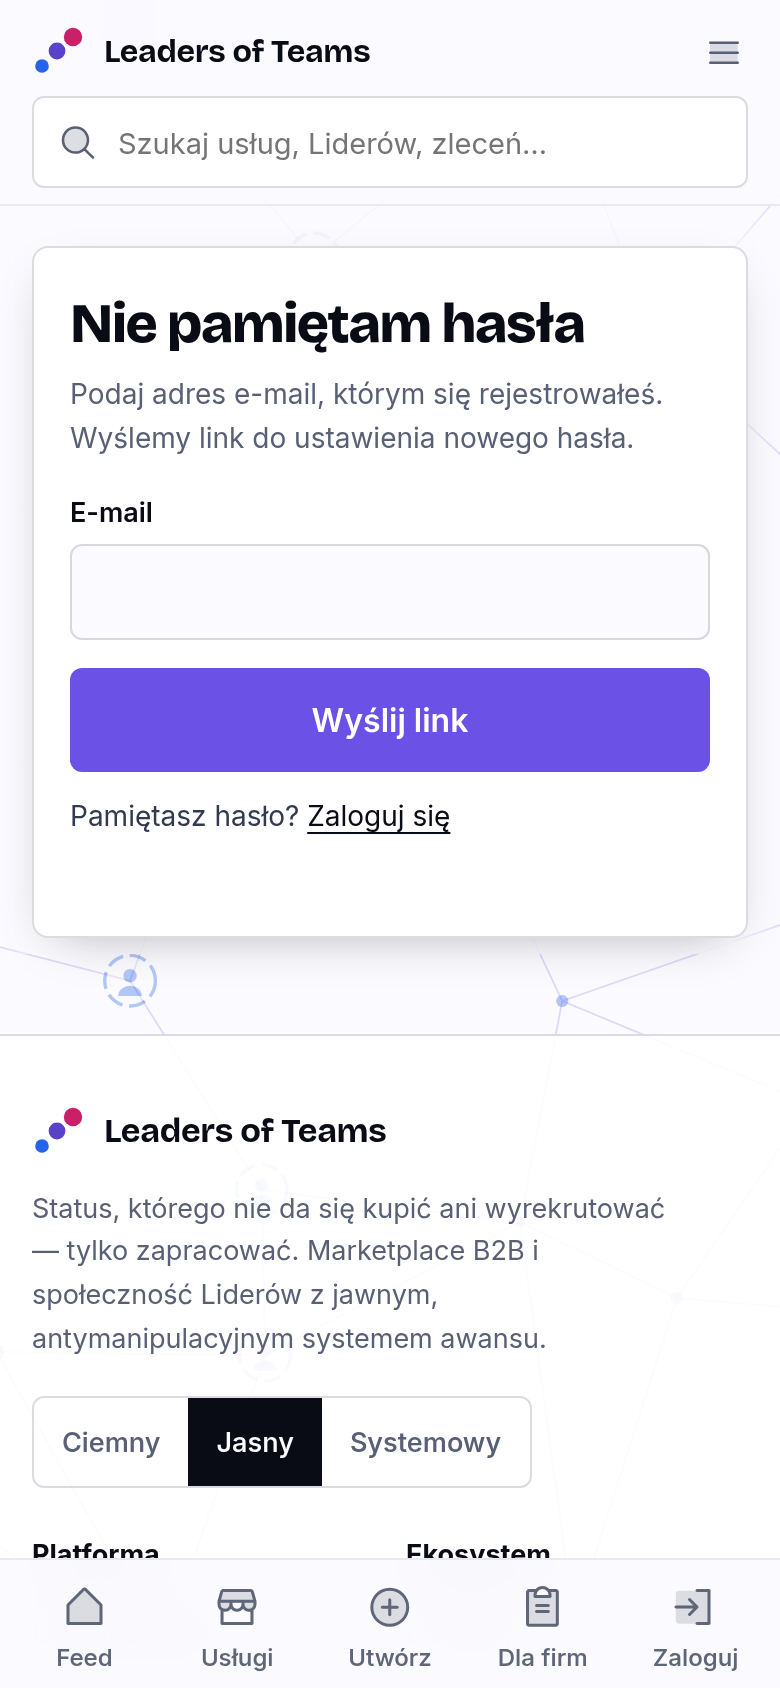 Leaders of Teams
Szukaj usług, Liderów, zleceń...
Nie pamiętam hasła
Podaj adres e-mail, którym się rejestrowałeś.
Wyślemy link do ustawienia nowego hasła.
E-mail
Wyślij link
Pamiętasz hasło? Zaloguj się
Leaders of Teams
Status, którego nie da się kupić ani wyrekrutować
— tylko zapracować. Marketplace B2B i
społeczność Liderów z jawnym,
antymanipulacyjnym systemem awansu.
Ciemny Jasny Systemowy
Platforma Ekosystem
Feed Usługi Utwórz Dla firm Zaloguj